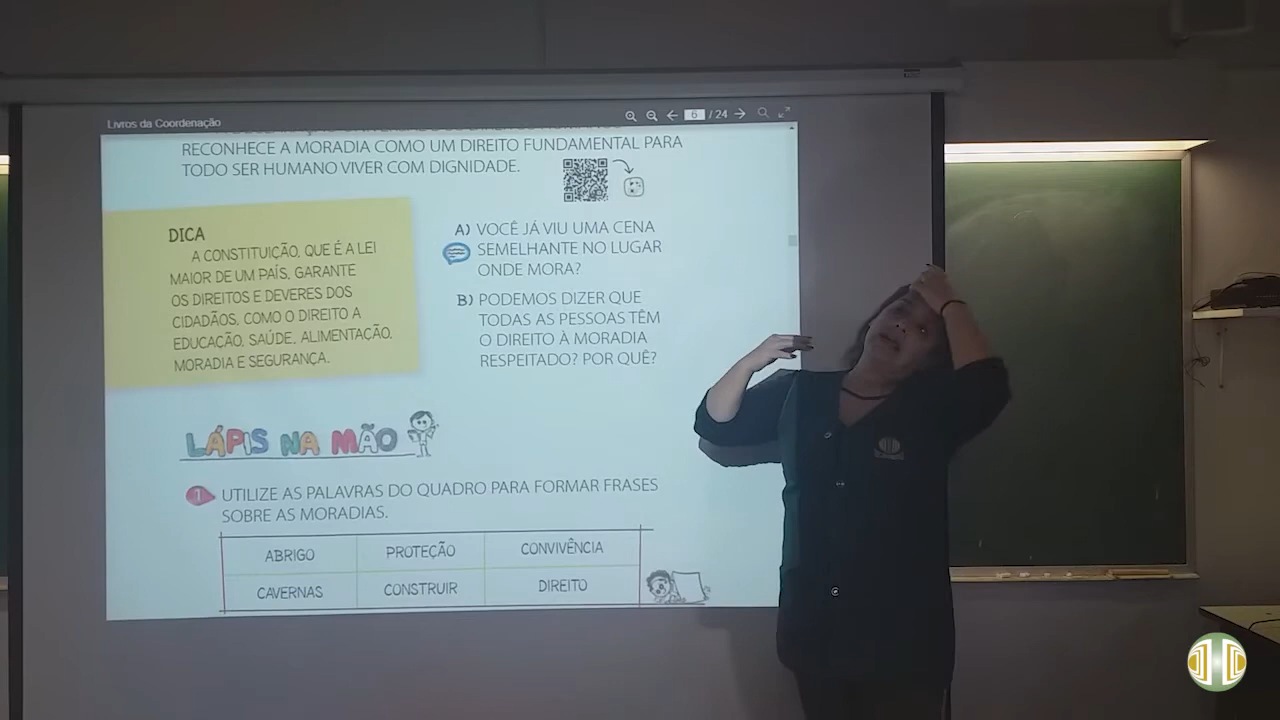 Livros da Coordenação
6 / 24
RECONHECE A MORADIA COMO UM DIREITO FUNDAMENTAL PARA
TODO SER HUMANO VIVER COM DIGNIDADE.
DICA
A CONSTITUIÇÃO, QUE É A LEI
MAIOR DE UM PAÍS, GARANTE
OS DIREITOS E DEVERES DOS
CIDADÃOS, COMO O DIREITO A
EDUCAÇÃO, SAÚDE, ALIMENTAÇÃO,
MORADIA E SEGURANÇA.
A) VOCÊ JÁ VIU UMA CENA
SEMELHANTE NO LUGAR
ONDE MORA?
B) PODEMOS DIZER QUE
TODAS AS PESSOAS TÊM
O DIREITO À MORADIA
RESPEITADO? POR QUÊ?
LÁPIS NA MÃO
1 UTILIZE AS PALAVRAS DO QUADRO PARA FORMAR FRASES
SOBRE AS MORADIAS.
ABRIGO PROTEÇÃO CONVIVÊNCIA
CAVERNAS CONSTRUIR DIREITO